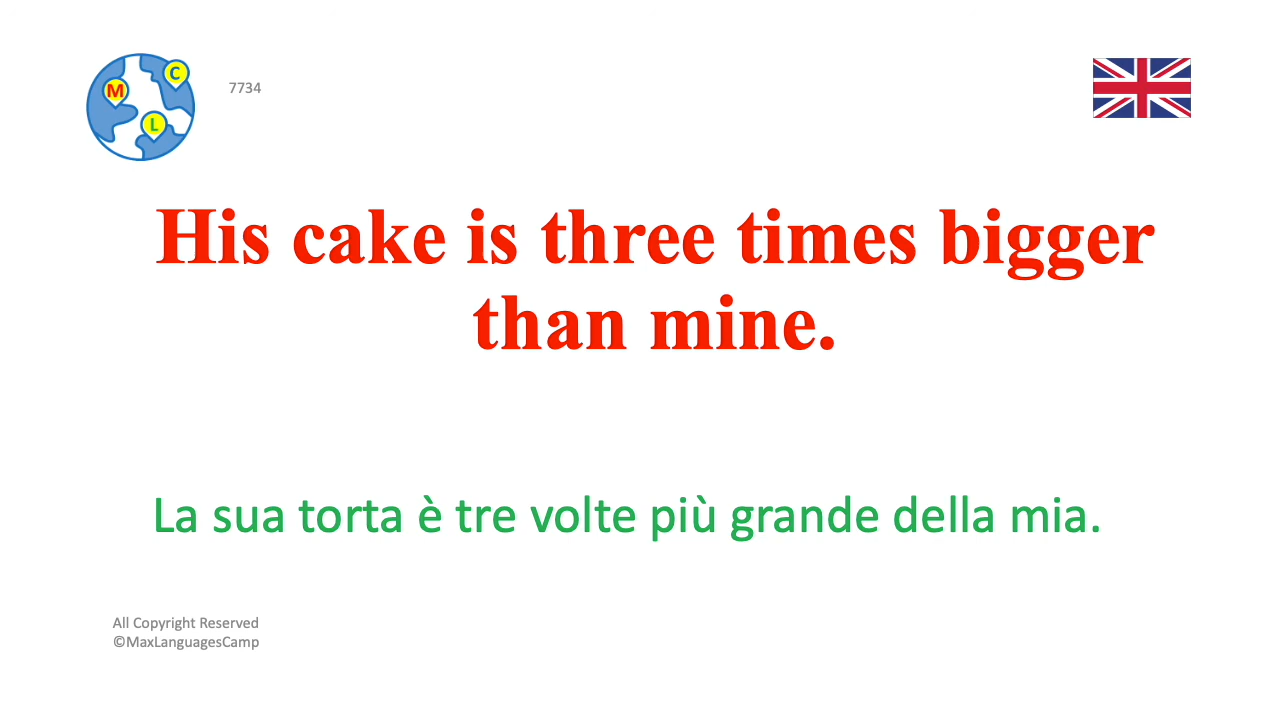 M
C
L
7734
His cake is three times bigger
than mine.
La sua torta è tre volte più grande della mia.
All Copyright Reserved
©MaxLanguagesCamp